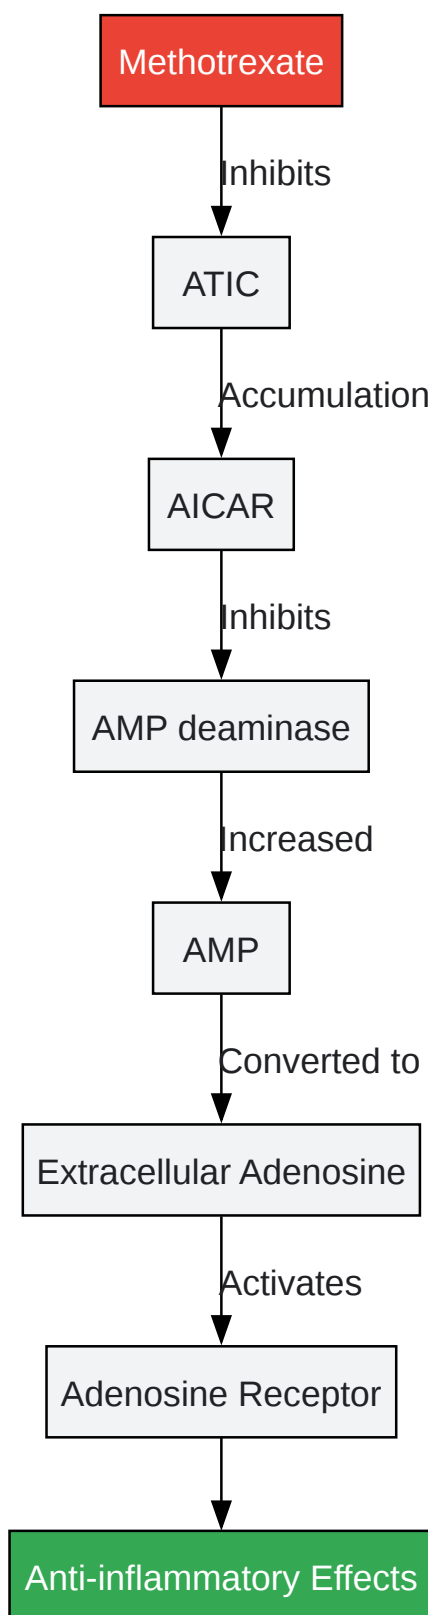 Methotrexate
Inhibits
ATIC
Accumulation
AICAR
Inhibits
AMP deaminase
Increased
AMP
Converted to
Extracellular Adenosine
Activates
Adenosine Receptor
Anti-inflammatory Effects